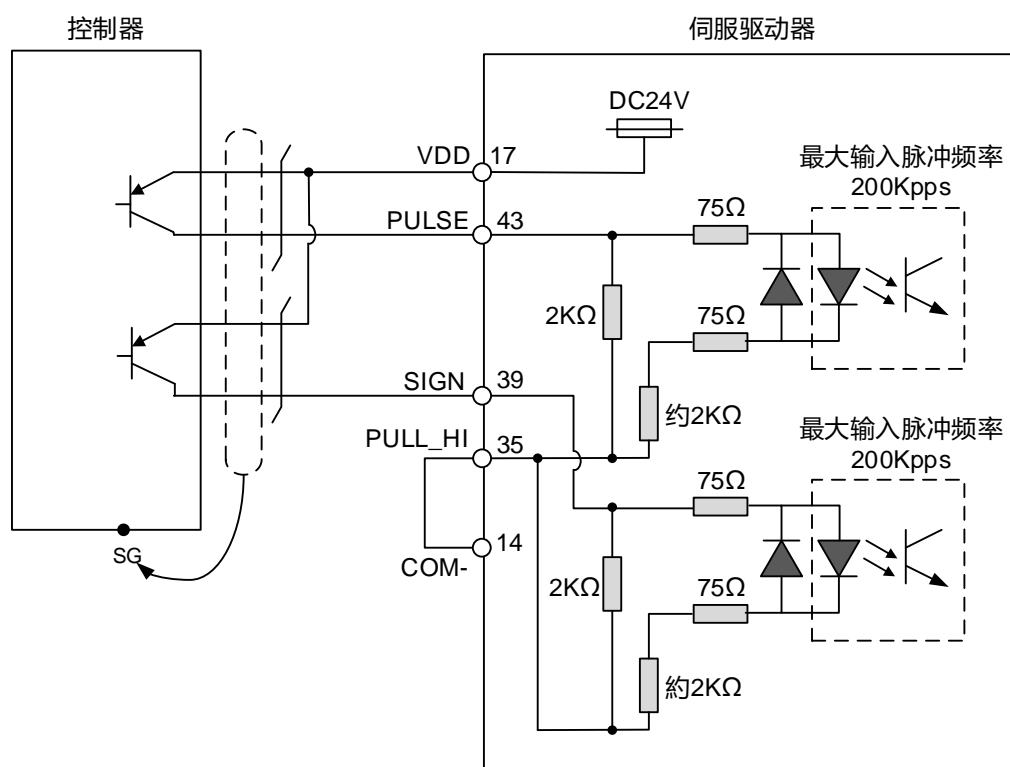 控制器
伺服驱动器
DC24V
VDD
17
最大输入脉冲频率
200Kpps
PULSE
43
75Ω
2KΩ
75Ω
SIGN
39
约2KΩ
PULL_HI
35
最大输入脉冲频率
200Kpps
75Ω
SG
COM-
14
2KΩ
75Ω
約2KΩ